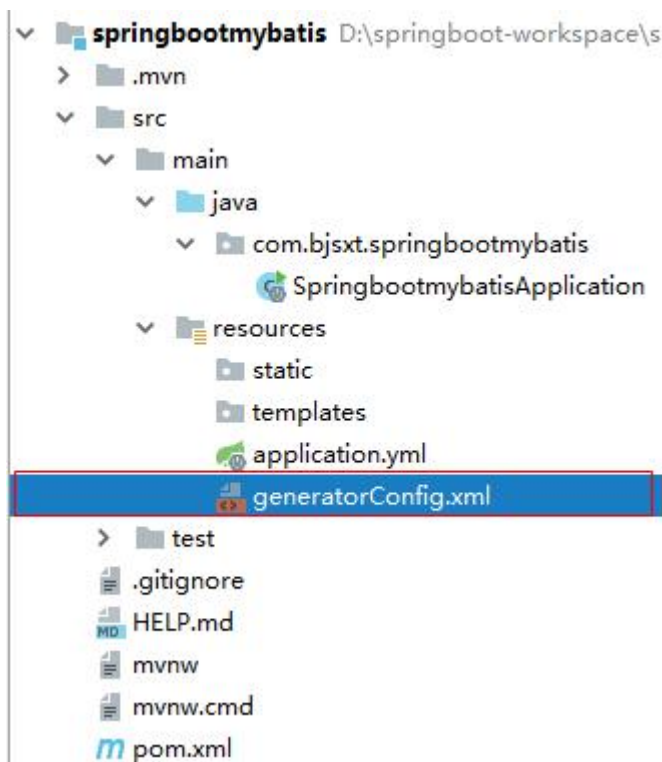 springbootmybatis D:\springboot-workspace\s
.mvn
src
main
java
com.bjsxt.springbootmybatis
SpringbootmybatisApplication
resources
static
templates
application.yml
generatorConfig.xml
test
.gitignore
MD HELP.md
mvnw
mvnw.cmd
m pom.xml